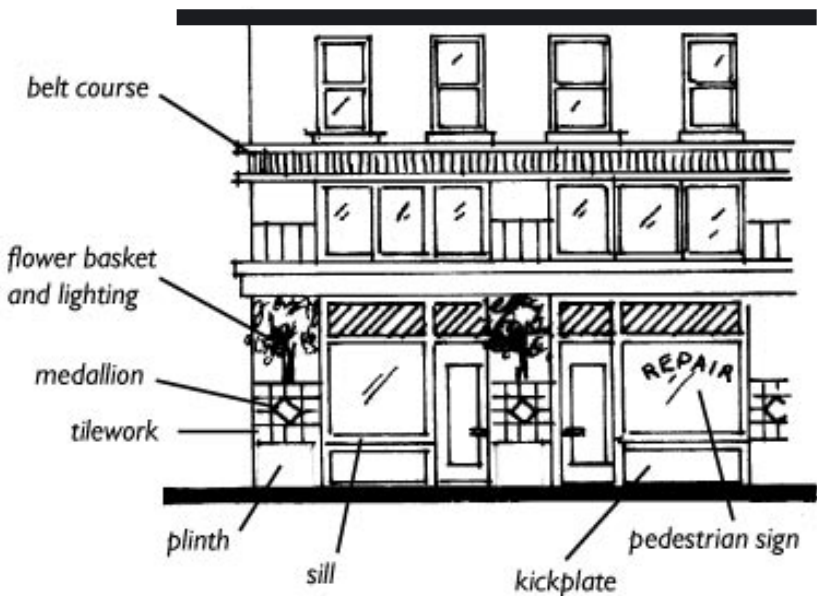 belt course
flower basket
and lighting
medallion
REPAIR
tilework
plinth
pedestrian sign
sill
kickplate